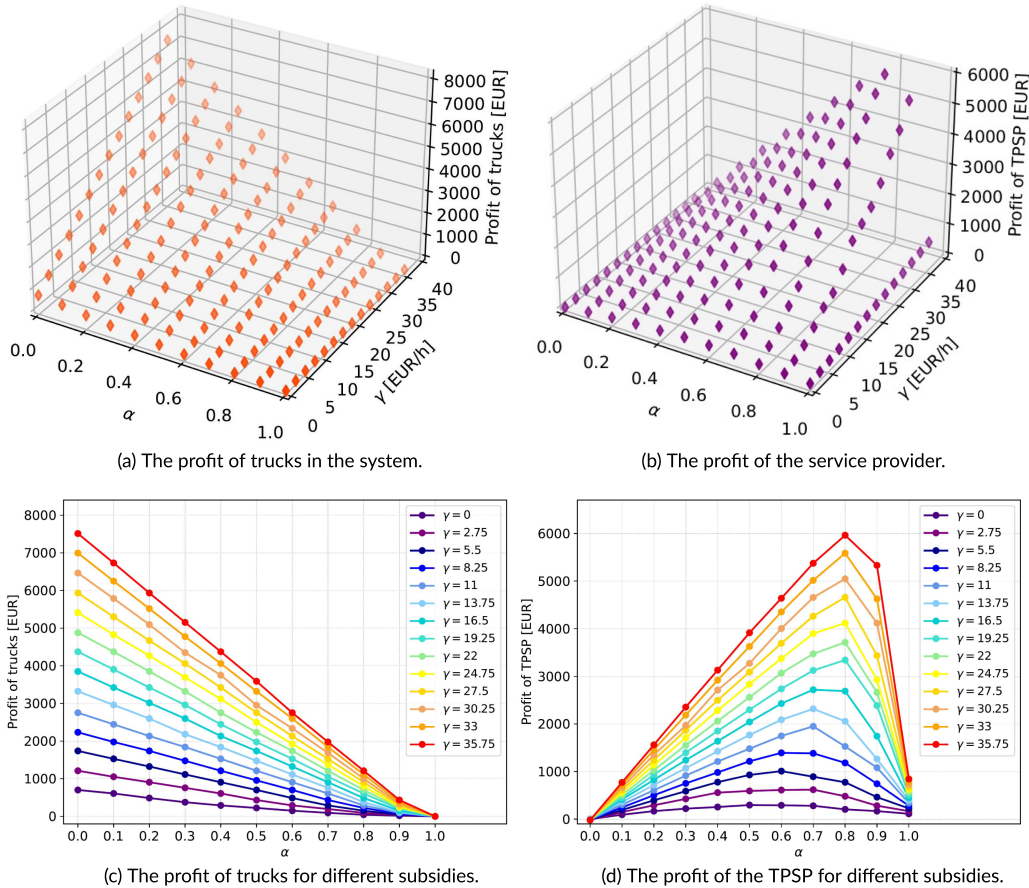 8000
7000
6000
5000
4000
3000
2000
1000
0
Profit of trucks [EUR]
0.0
0.2
0.4
0.6
0.8
1.0
α
0
5
10
15
20
25
30
35
40
γ [EUR/h]
(a) The profit of trucks in the system.
6000
5000
4000
3000
2000
1000
0
Profit of TPSP [EUR]
0.0
0.2
0.4
0.6
0.8
1.0
α
0
5
10
15
20
25
30
35
40
γ [EUR/h]
(b) The profit of the service provider.
8000
7000
6000
5000
4000
3000
2000
1000
0
Profit of trucks [EUR]
0.0 0.1 0.2 0.3 0.4 0.5 0.6 0.7 0.8 0.9 1.0
α
γ = 0
γ = 2.75
γ = 5.5
γ = 8.25
γ = 11
γ = 13.75
γ = 16.5
γ = 19.25
γ = 22
γ = 24.75
γ = 27.5
γ = 30.25
γ = 33
γ = 35.75
(c) The profit of trucks for different subsidies.
6000
5000
4000
3000
2000
1000
0
Profit of TPSP [EUR]
0.0 0.1 0.2 0.3 0.4 0.5 0.6 0.7 0.8 0.9 1.0
α
γ = 0
γ = 2.75
γ = 5.5
γ = 8.25
γ = 11
γ = 13.75
γ = 16.5
γ = 19.25
γ = 22
γ = 24.75
γ = 27.5
γ = 30.25
γ = 33
γ = 35.75
(d) The profit of the TPSP for different subsidies.